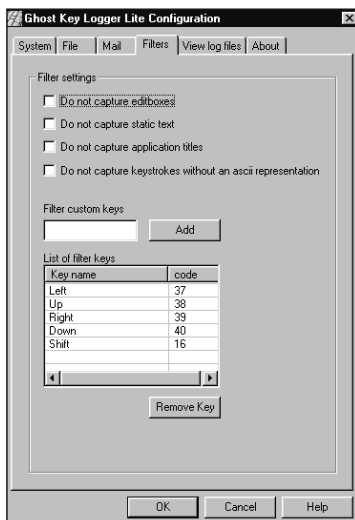 Ghost Key Logger Lite Configuration
System File Mail Filters View log files About
Filter settings
Do not capture editboxes
Do not capture static text
Do not capture application titles
Do not capture keystrokes without an ascii representation
Filter custom keys
Add
List of filter keys
Key name code
Left 37
Up 38
Right 39
Down 40
Shift 16
Remove Key
OK Cancel Help